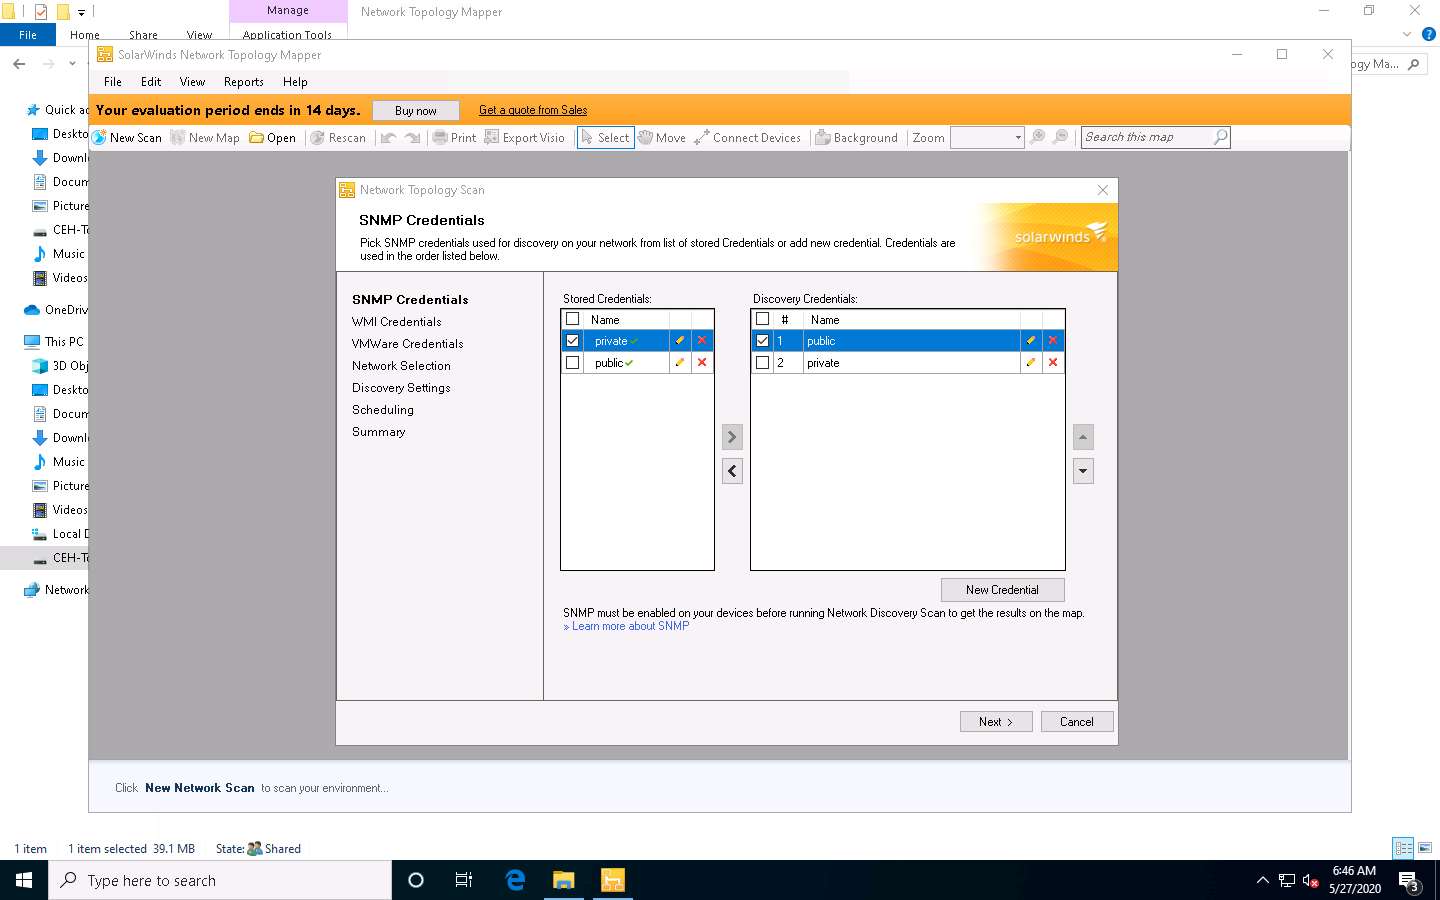 Manage
Network Topology Mapper
File
Home
Share
View
Application Tools
SolarWinds Network Topology Mapper
File
Edit
View
Reports
Help
ogy Ma...
Your evaluation period ends in 14 days.
Buy now
Get a quote from Sales
New Scan
New Map
Open
Rescan
Print
Export Visio
Select
Move
Connect Devices
Background
Zoom
Search this map
Quick ac
Deskto
Downl
Docum
Picture
CEH-To
Music
Videos
OneDriv
This PC
3D Obj
Deskto
Docum
Downl
Music
Picture
Videos
Local D
CEH-To
Network
Network Topology Scan
SNMP Credentials
Pick SNMP credentials used for discovery on your network from list of stored Credentials or add new credential. Credentials are
used in the order listed below.
solarwinds
SNMP Credentials
WMI Credentials
VMWare Credentials
Network Selection
Discovery Settings
Scheduling
Summary
Stored Credentials:
Name
private
public
Discovery Credentials:
# Name
1 public
2 private
New Credential
SNMP must be enabled on your devices before running Network Discovery Scan to get the results on the map.
» Learn more about SNMP
Next >
Cancel
Click New Network Scan to scan your environment...
1 item
1 item selected 39.1 MB
State: Shared
Type here to search
6:46 AM
5/27/2020
3